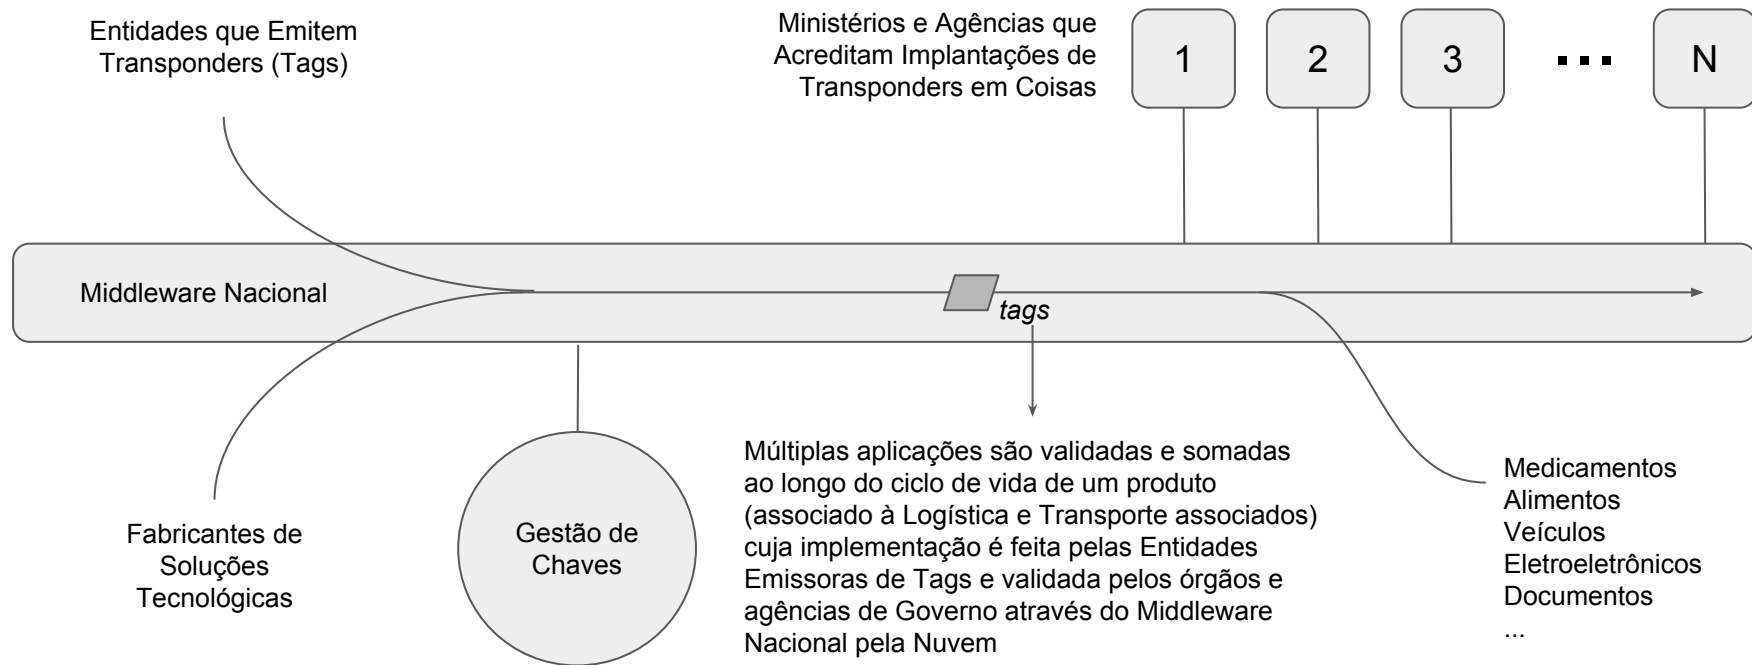 Entidades que Emitem
Transponders (Tags)
Ministérios e Agências que
Acreditam Implantações de
Transponders em Coisas
1
2
3
...
N
Middleware Nacional
tags
Fabricantes de
Soluções
Tecnológicas
Gestão de
Chaves
Múltiplas aplicações são validadas e somadas
ao longo do ciclo de vida de um produto
(associado à Logística e Transporte associados)
cuja implementação é feita pelas Entidades
Emissoras de Tags e validada pelos órgãos e
agências de Governo através do Middleware
Nacional pela Nuvem
Medicamentos
Alimentos
Veículos
Eletroeletrônicos
Documentos
...